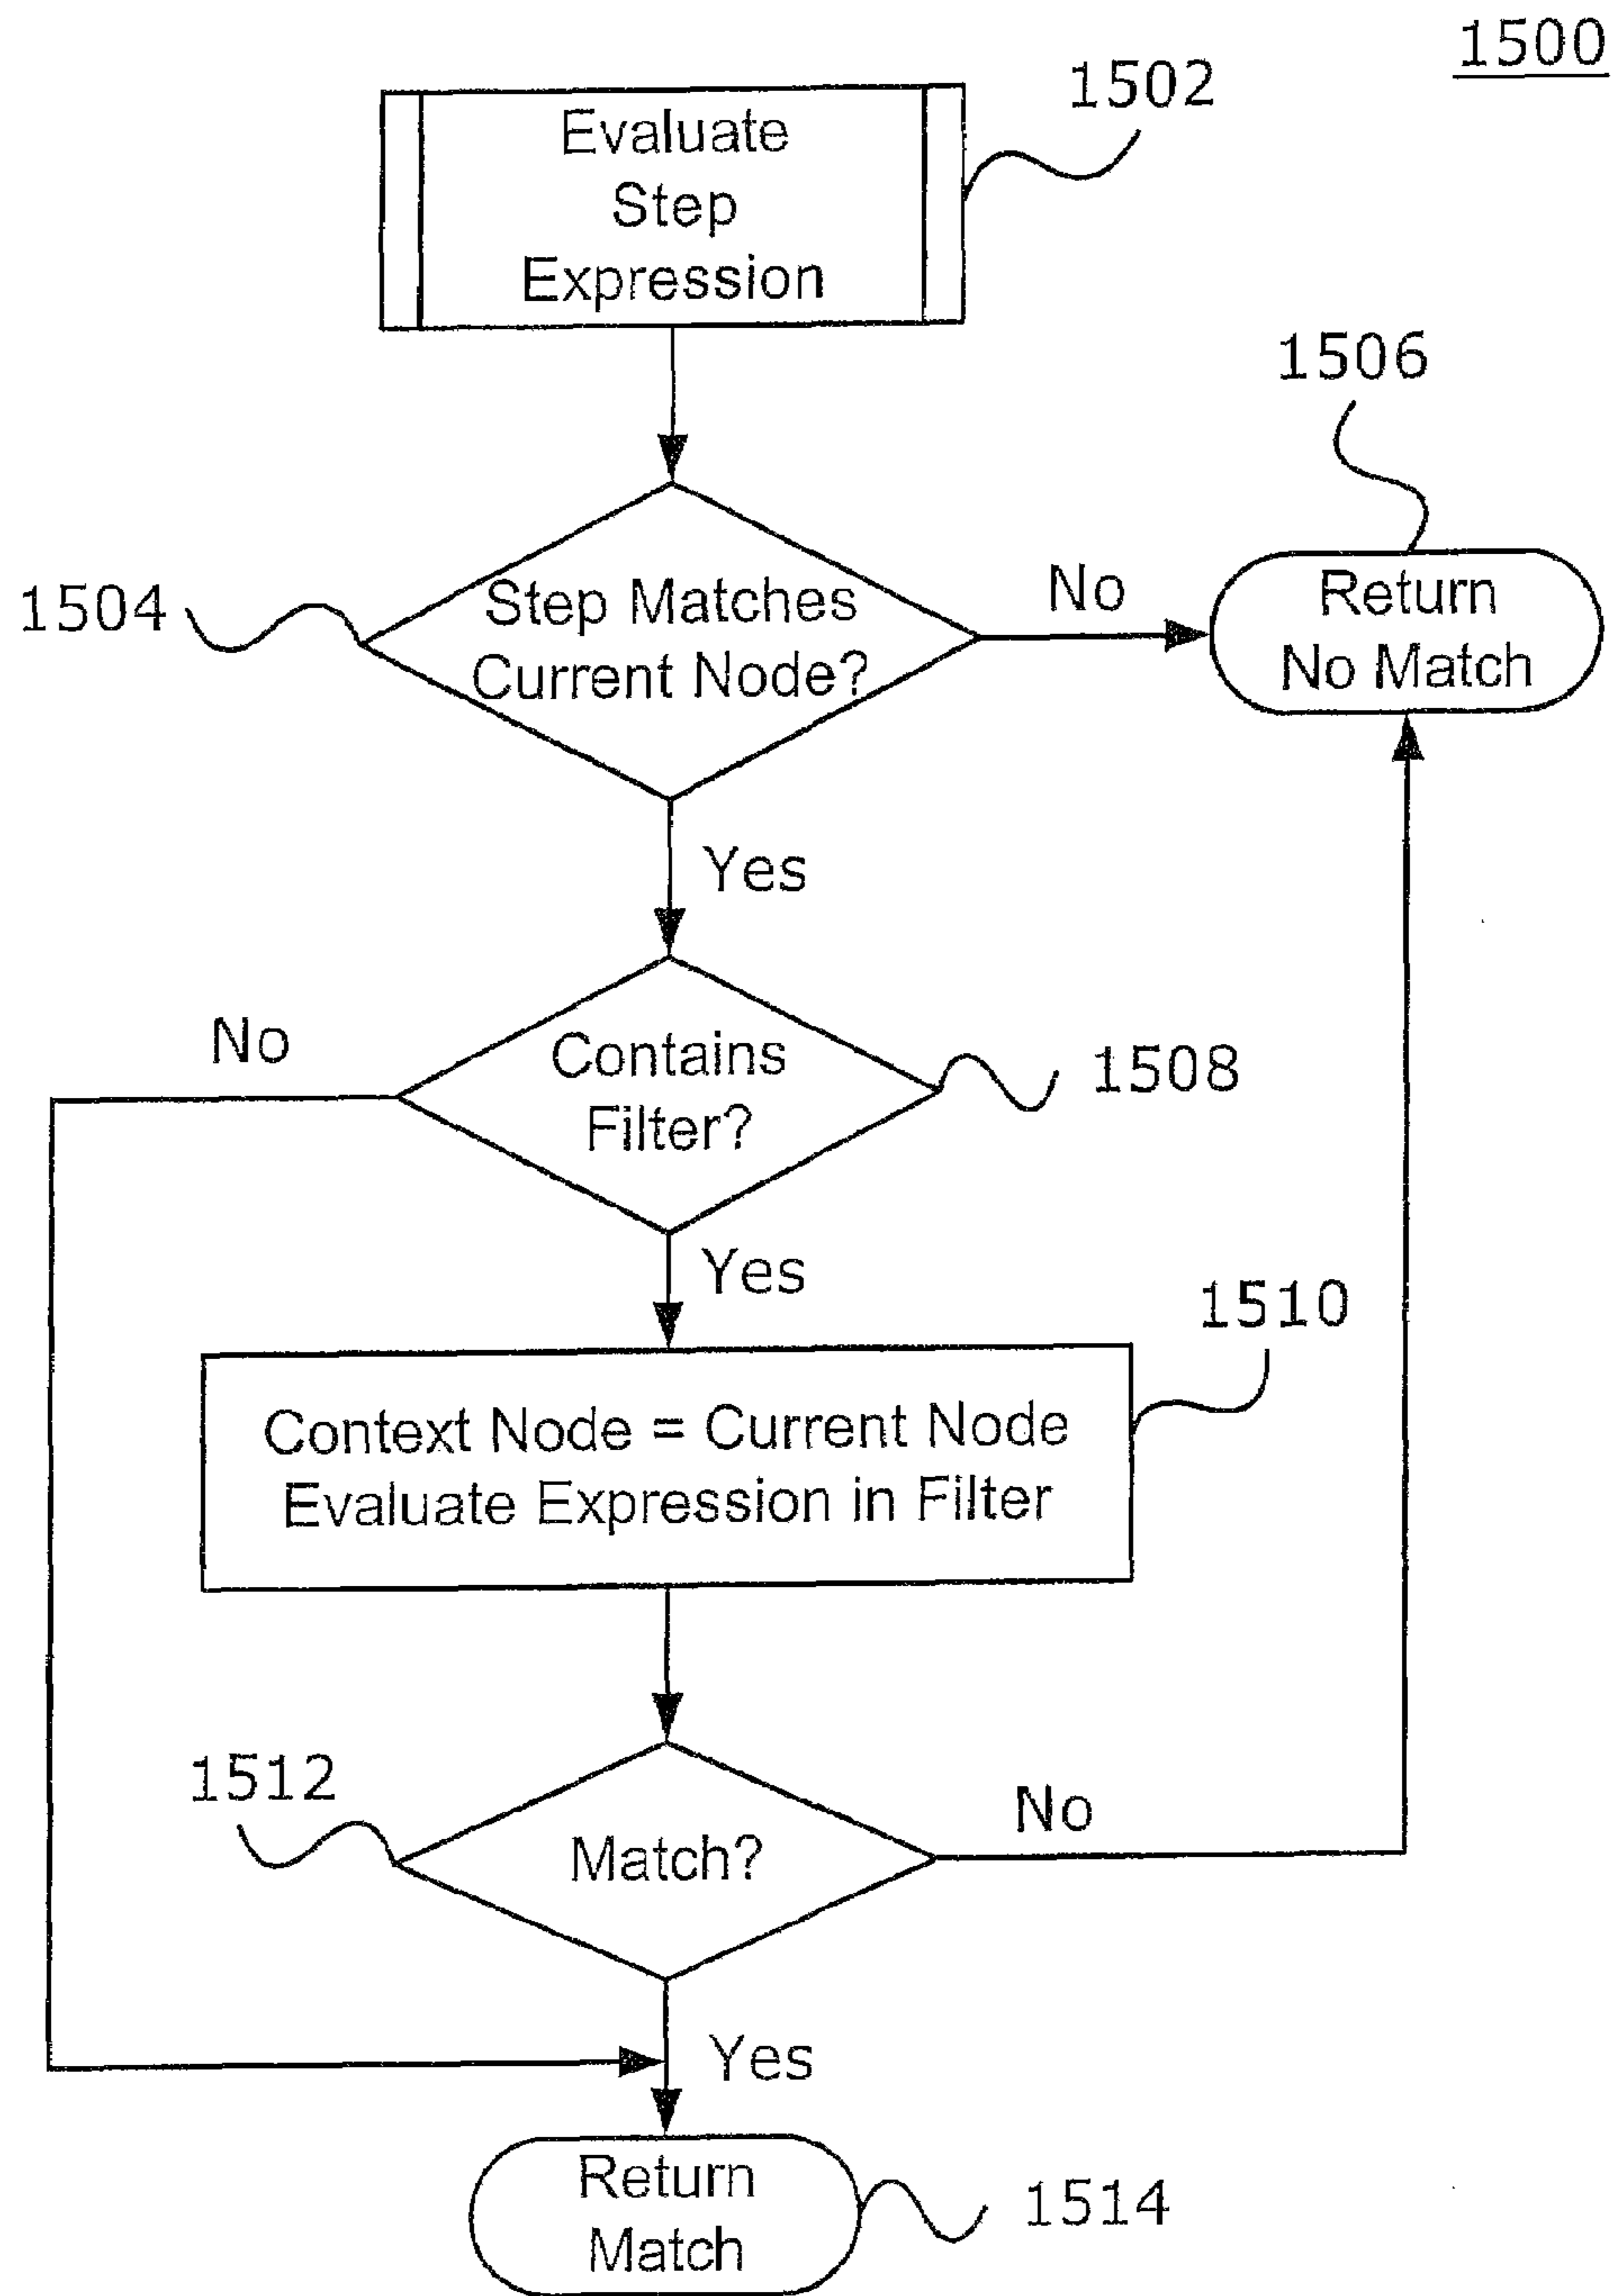 1500
1502
Evaluate
Step
Expression
1506
1504
Step Matches
Current Node?
No
Return
No Match
Yes
No
Contains
Filter?
1508
Yes
1510
Context Node = Current Node
Evaluate Expression in Filter
1512
Match?
No
Yes
Return
Match
1514